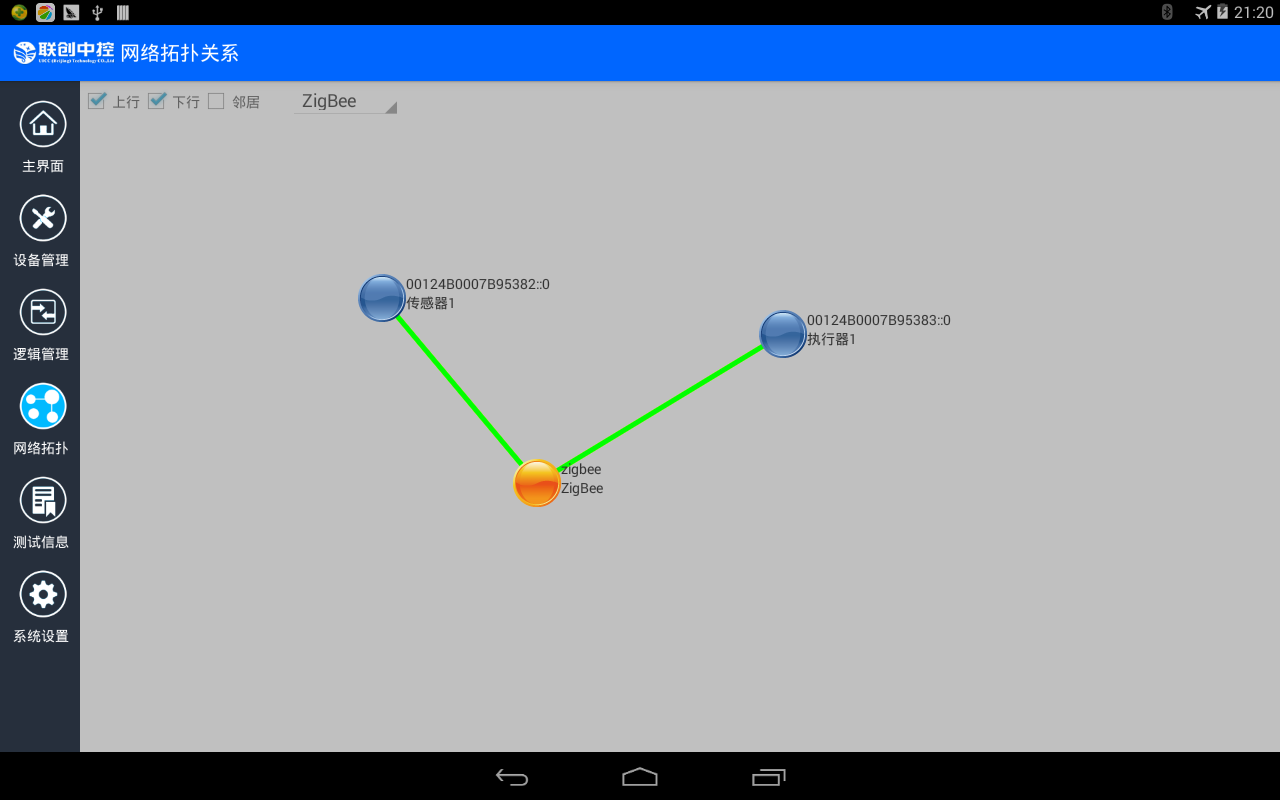 21:20
联创中控 网络拓扑关系
上行 下行 邻居 ZigBee
主界面
设备管理
逻辑管理
网络拓扑
测试信息
系统设置
00124B0007B95382::0
传感器1
00124B0007B95383::0
执行器1
zigbee
ZigBee